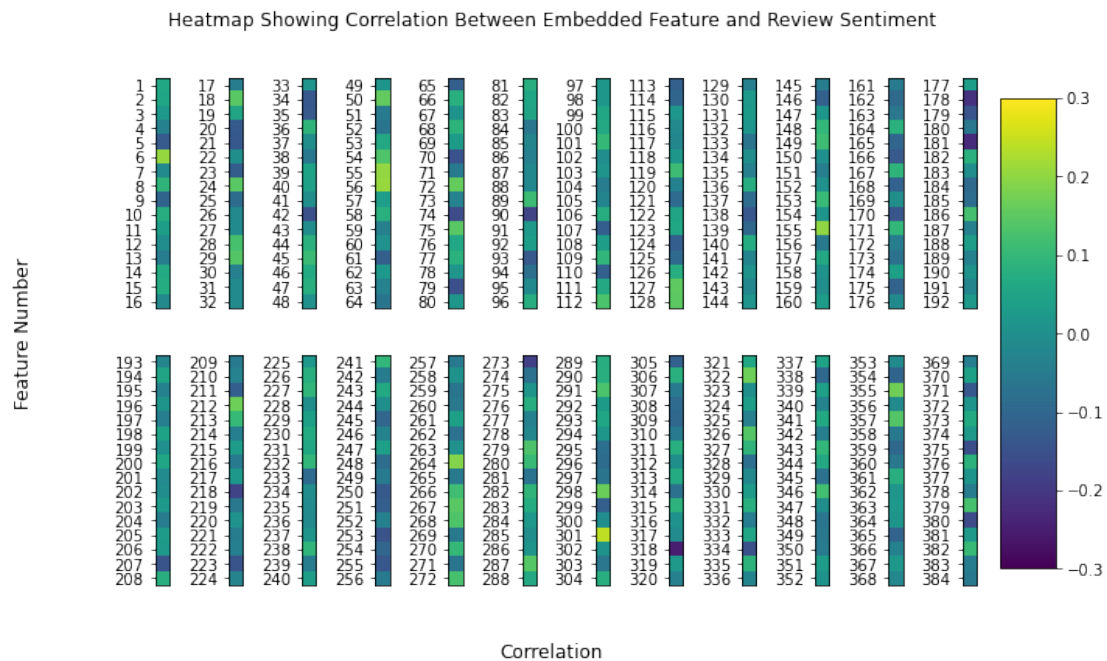 Heatmap Showing Correlation Between Embedded Feature and Review Sentiment
1 17 33 49 65 81 97 113 129 145 161 177
2 18 34 50 66 82 98 114 130 146 162 178
3 19 35 51 67 83 99 115 131 147 163 179
4 20 36 52 68 84 100 116 132 148 164 180
5 21 37 53 69 85 101 117 133 149 165 181
6 22 38 54 70 86 102 118 134 150 166 182
7 23 39 55 71 87 103 119 135 151 167 183
8 24 40 56 72 88 104 120 136 152 168 184
9 25 41 57 73 89 105 121 137 153 169 185
10 26 42 58 74 90 106 122 138 154 170 186
11 27 43 59 75 91 107 123 139 155 171 187
12 28 44 60 76 92 108 124 140 156 172 188
13 29 45 61 77 93 109 125 141 157 173 189
14 30 46 62 78 94 110 126 142 158 174 190
15 31 47 63 79 95 111 127 143 159 175 191
16 32 48 64 80 96 112 128 144 160 176 192
193 209 225 241 257 273 289 305 321 337 353 369
194 210 226 242 258 274 290 306 322 338 354 370
195 211 227 243 259 275 291 307 323 339 355 371
196 212 228 244 260 276 292 308 324 340 356 372
197 213 229 245 261 277 293 309 325 341 357 373
198 214 230 246 262 278 294 310 326 342 358 374
199 215 231 247 263 279 295 311 327 343 359 375
200 216 232 248 264 280 296 312 328 344 360 376
201 217 233 249 265 281 297 313 329 345 361 377
202 218 234 250 266 282 298 314 330 346 362 378
203 219 235 251 267 283 299 315 331 347 363 379
204 220 236 252 268 284 300 316 332 348 364 380
205 221 237 253 269 285 301 317 333 349 365 381
206 222 238 254 270 286 302 318 334 350 366 382
207 223 239 255 271 287 303 319 335 351 367 383
208 224 240 256 272 288 304 320 336 352 368 384
0.3
0.2
0.1
0.0
−0.1
−0.2
−0.3
Feature Number
Correlation